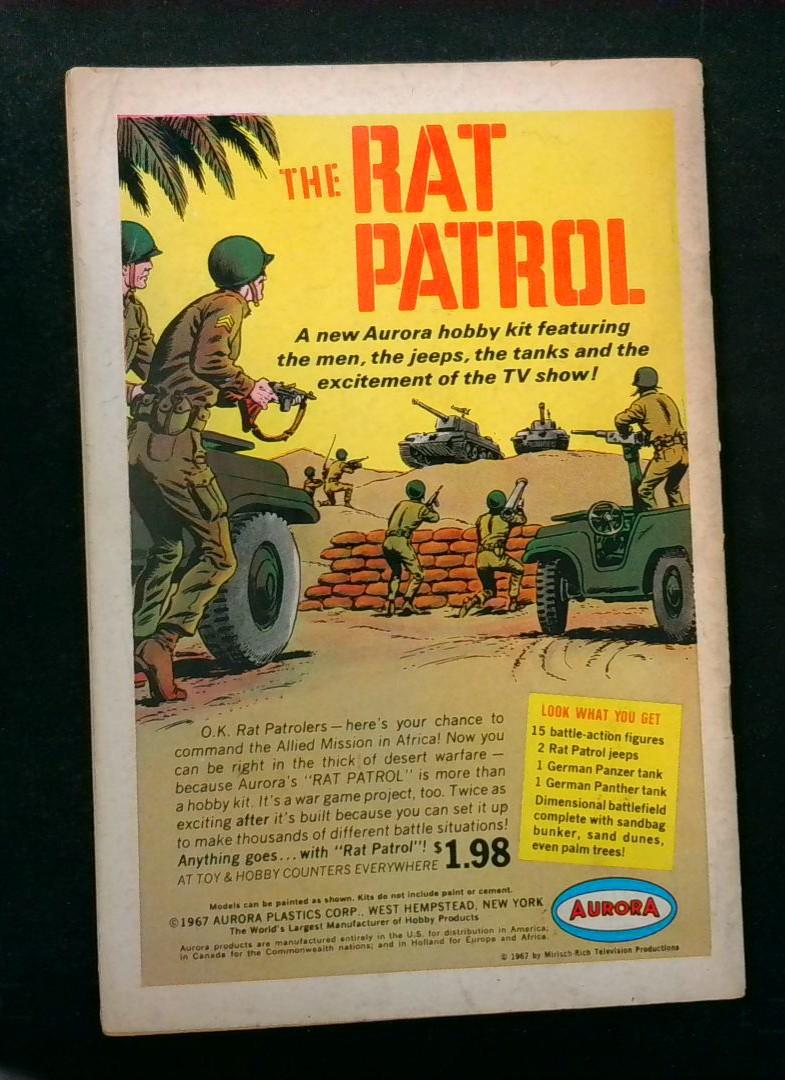 THE RAT
PATROL
A new Aurora hobby kit featuring
the men, the jeeps, the tanks and the
excitement of the TV show!
O.K. Rat Patrolers — here's your chance to
command the Allied Mission in Africa! Now you
can be right in the thick of desert warfare —
because Aurora's "RAT PATROL" is more than
a hobby kit. It's a war game project, too. Twice as
exciting after it's built because you can set it up
to make thousands of different battle situations!
Anything goes... with "Rat Patrol"! $1.98
AT TOY & HOBBY COUNTERS EVERYWHERE
LOOK WHAT YOU GET
15 battle-action figures
2 Rat Patrol jeeps
1 German Panzer tank
1 German Panther tank
Dimensional battlefield
complete with sandbag
bunker, sand dunes,
even palm trees!
Models can be painted as shown. Kits do not include paint or cement.
©1967 AURORA PLASTICS CORP., WEST HEMPSTEAD, NEW YORK
The World's Largest Manufacturer of Hobby Products
Aurora products are manufactured entirely in the U.S. for distribution in America;
in Canada for the Commonwealth nations; and in Holland for Europe and Africa.
AURORA
© 1967 by Mirisch-Rich Television Productions